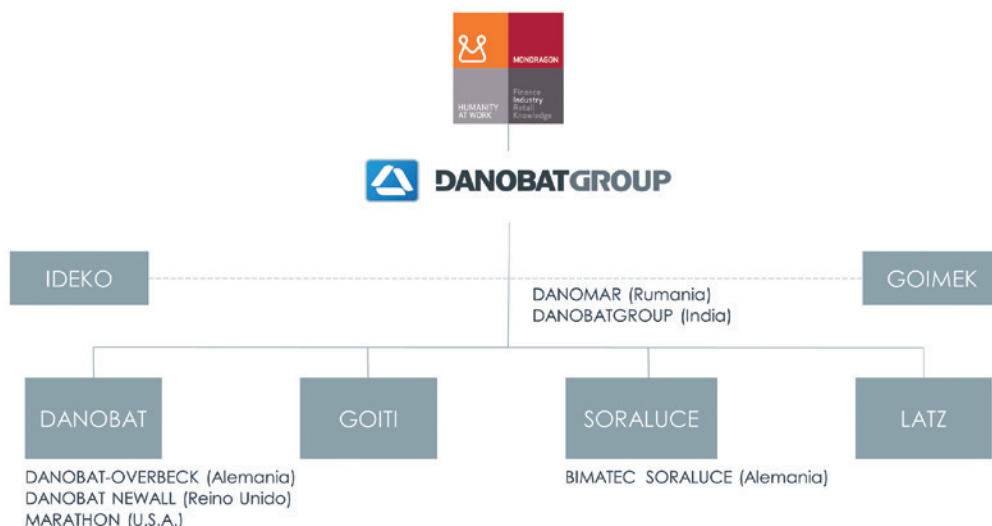 MONDRAGON
HUMANITY
AT WORK
Finance
Industry
Retail
Knowledge
DANOBATGROUP
IDEKO
GOIMEK
DANOMAR (Rumania)
DANOBATGROUP (India)
DANOBAT
GOITI
SORALUCE
LATZ
DANOBAT-OVERBECK (Alemania)
DANOBAT NEWALL (Reino Unido)
MARATHON (U.S.A.)
BIMATEC SORALUCE (Alemania)